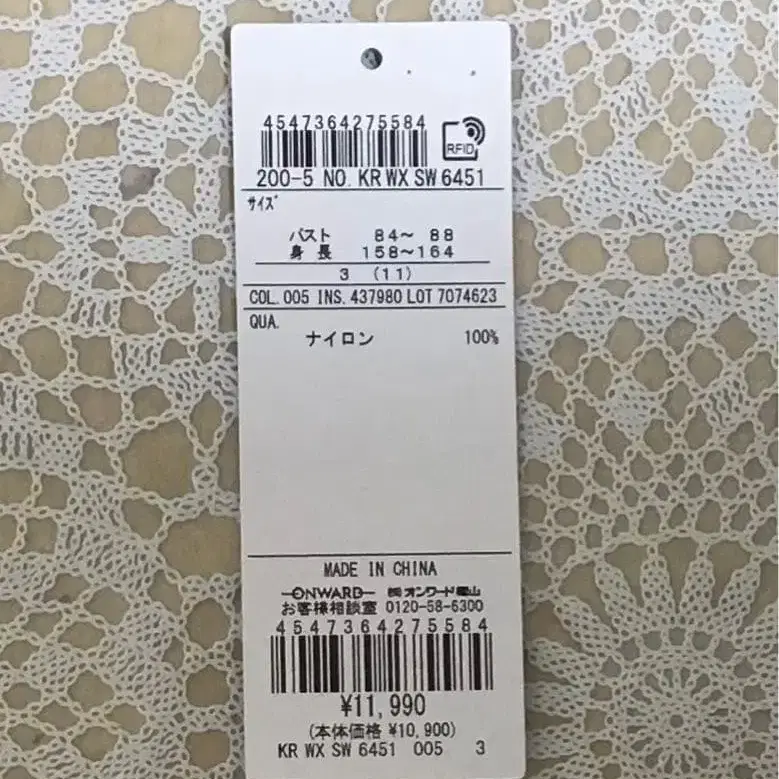 4547364275584
RFID
200-5 NO. KR WX SW 6451
サイズ
バスト 84～ 88
身長 158～164
3 (11)
COL. 005 INS. 437980 LOT 7074623
QUA.
ナイロン 100%
MADE IN CHINA
ONWARD ㈱オンワード樫山
お客様相談室 0120-58-6300
4547364275584
¥11,990
(本体価格 ¥10,900)
KR WX SW 6451 005 3